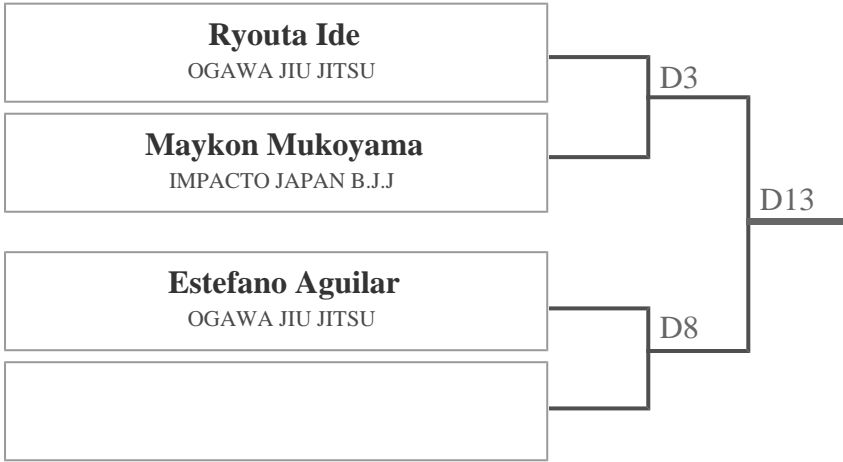 Ryouta Ide
OGAWA JIU JITSU
D3
Maykon Mukoyama
IMPACTO JAPAN B.J.J
D13
Estefano Aguilar
OGAWA JIU JITSU
D8